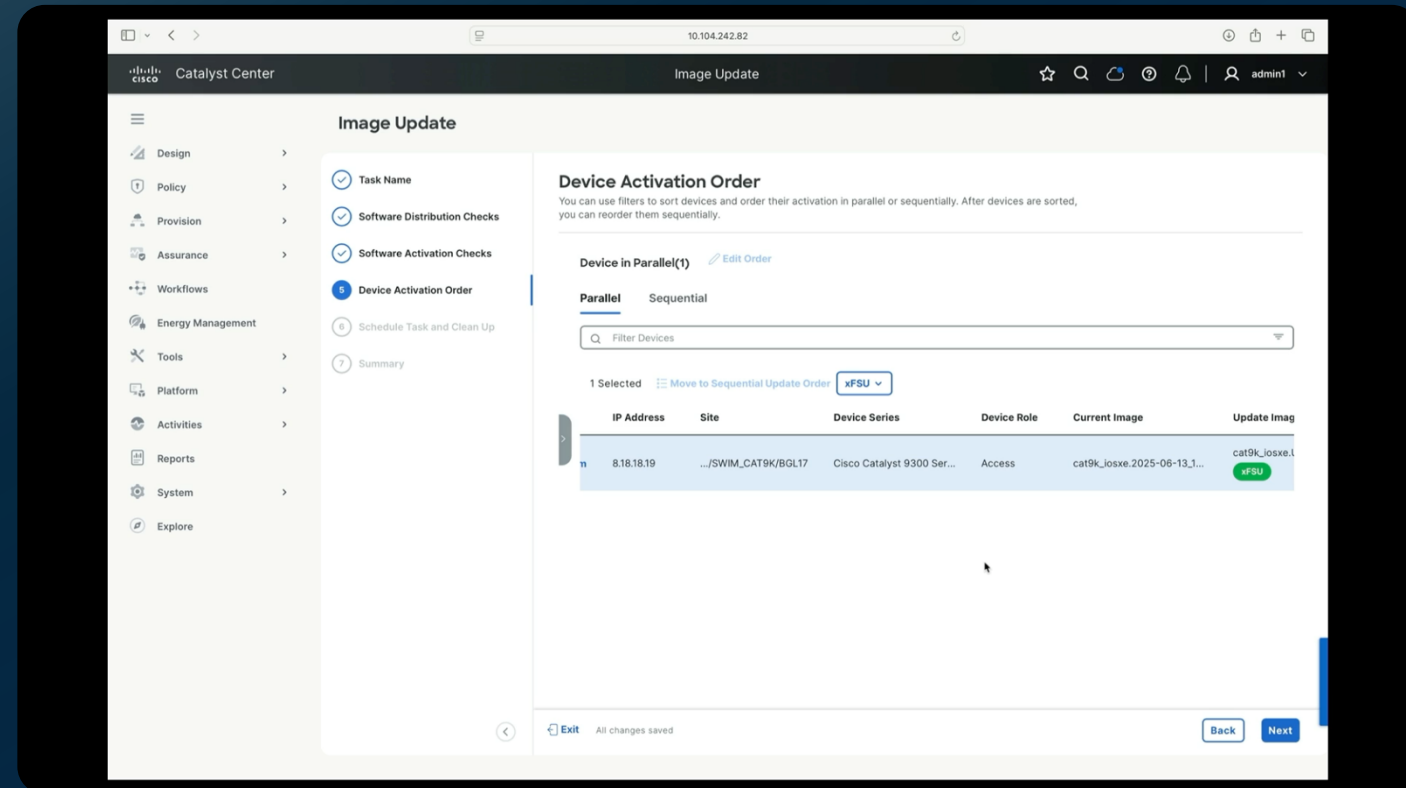 10.104.242.82
cisco
Catalyst Center
Image Update
admin1
Image Update
Design
Policy
Provision
Assurance
Workflows
Energy Management
Tools
Platform
Activities
Reports
System
Explore
Task Name
Software Distribution Checks
Software Activation Checks
5 Device Activation Order
6 Schedule Task and Clean Up
7 Summary
Device Activation Order
You can use filters to sort devices and order their activation in parallel or sequentially. After devices are sorted,
you can reorder them sequentially.
Device in Parallel(1) Edit Order
Parallel Sequential
Filter Devices
1 Selected Move to Sequential Update Order xFSU
IP Address Site Device Series Device Role Current Image Update Imag
m 8.18.18.19 .../SWIM_CAT9K/BGL17 Cisco Catalyst 9300 Ser... Access cat9k_iosxe.2025-06-13_1... cat9k_iosxe.
xFSU
Exit All changes saved Back Next